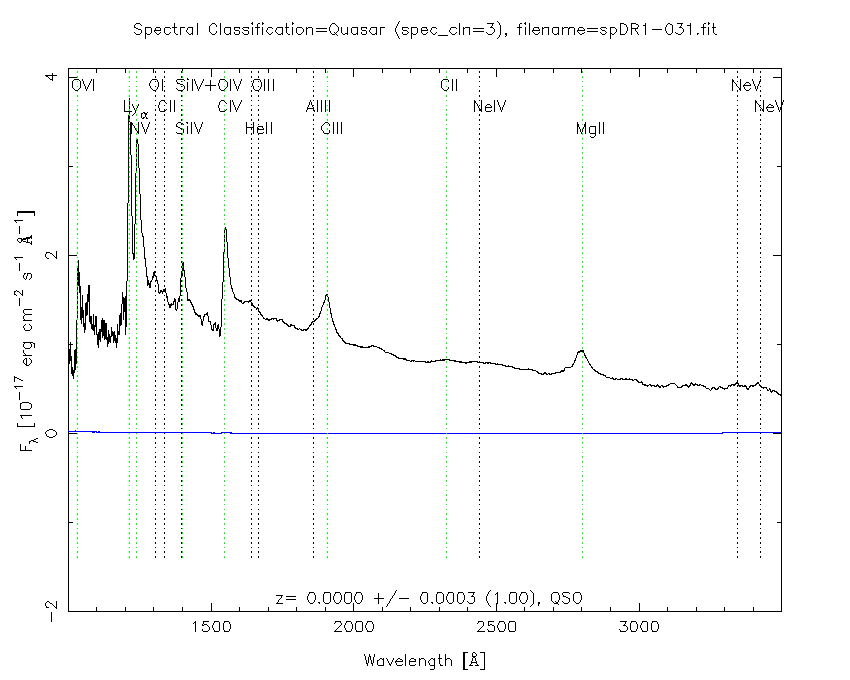 Spectral Classification=Quasar (spec_cln=3), filename=spDR1-031.fit
4
OVI OI SiIV+OIV OIII CII NeV
Lyα CII CIV AlIII NeIV NeV
NV SiIV HeII CIII MgII
2
0
−2
Fλ [10−17 erg cm−2 s−1 Å−1]
z= 0.0000 +/− 0.0003 (1.00), QSO
1500 2000 2500 3000
Wavelength [Å]